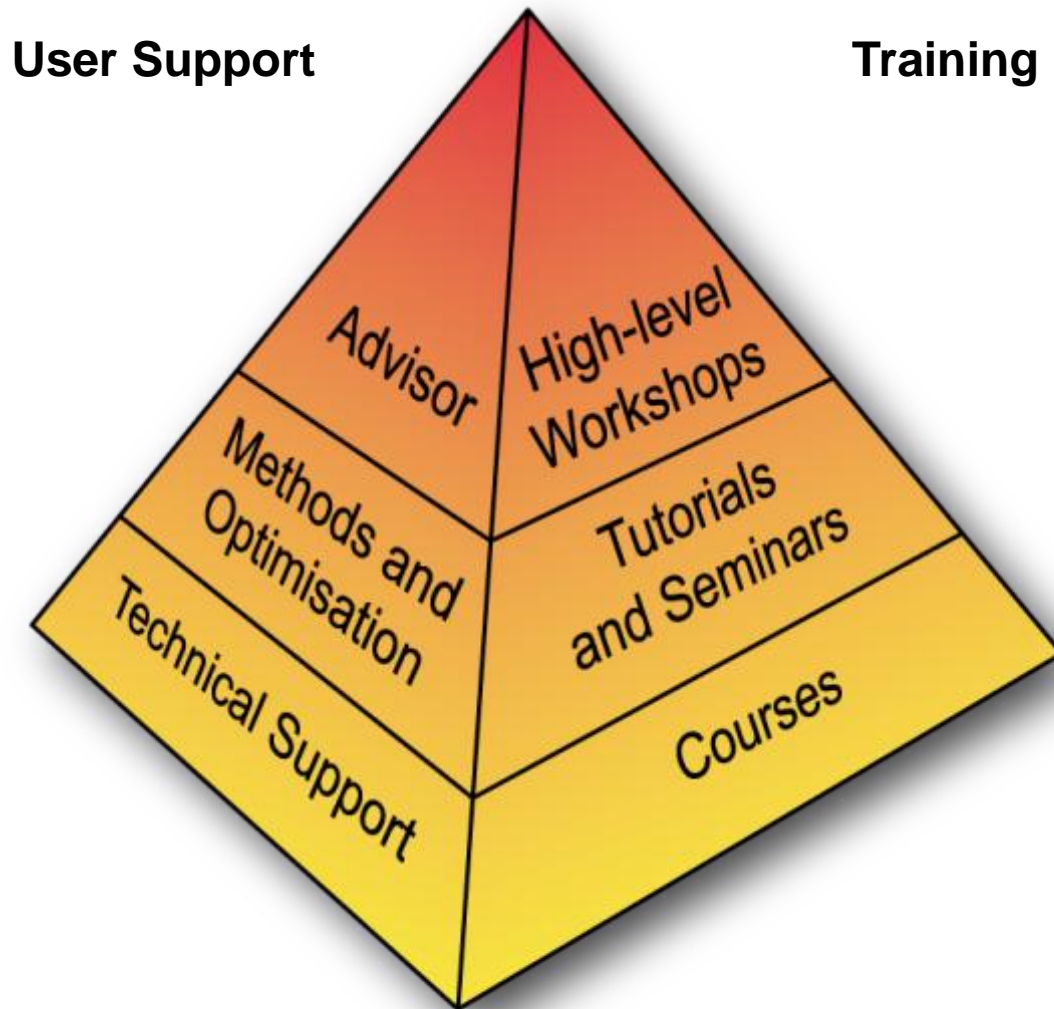 User Support
Training
Advisor
High-level
Workshops
Methods and
Optimisation
Tutorials
and Seminars
Technical Support
Courses